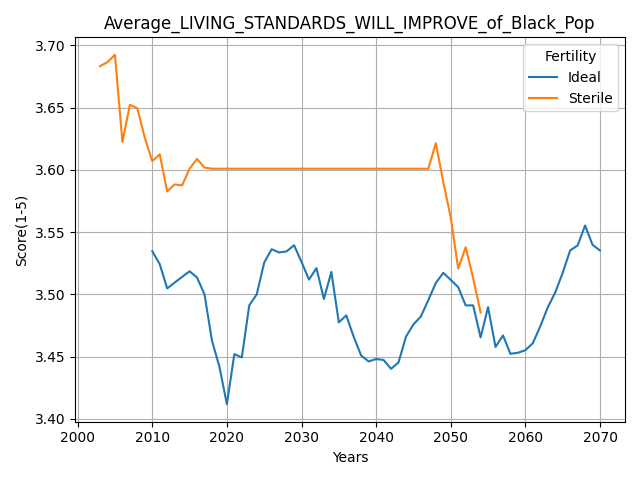 Average_LIVING_STANDARDS_WILL_IMPROVE_of_Black_Pop
Fertility
Ideal
Sterile
Score(1-5)
3.70
3.65
3.60
3.55
3.50
3.45
3.40
2000 2010 2020 2030 2040 2050 2060 2070
Years